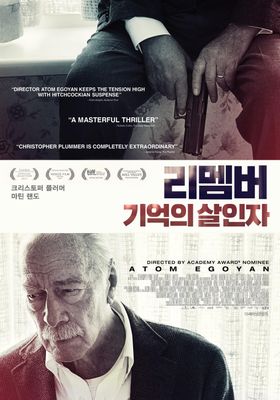 "DIRECTOR ATOM EGOYAN KEEPS THE TENSION HIGH
WITH HITCHCOCKIAN SUSPENSE"
"A MASTERFUL THRILLER"
"CHRISTOPHER PLUMMER IS COMPLETELY EXTRAORDINARY"
크리스토퍼 플러머
마틴 랜도
리멤버
기억의 살인자
DIRECTED BY ACADEMY AWARD® NOMINEE
ATOM EGOYAN